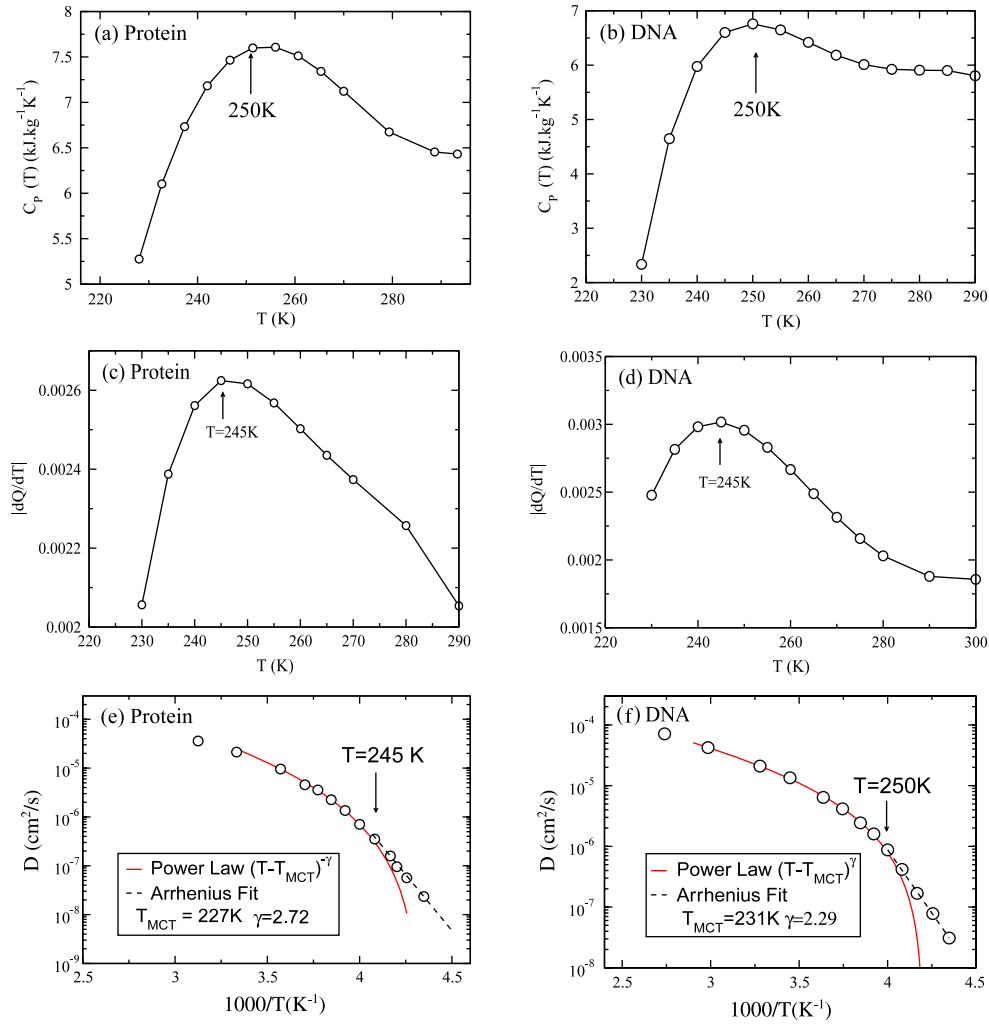 (a) Protein
C_P (T) (kJ.kg⁻¹K⁻¹)
8
7.5
7
6.5
6
5.5
5
250K
220 240 260 280
T (K)
(b) DNA
C_P (T) (kJ.kg⁻¹K⁻¹)
7
6
5
4
3
2
250K
220 230 240 250 260 270 280 290
T (K)
(c) Protein
|dQ/dT|
0.0026
0.0024
0.0022
0.002
T=245K
220 230 240 250 260 270 280 290
T (K)
(d) DNA
|dQ/dT|
0.0035
0.003
0.0025
0.002
0.0015
T=245K
220 240 260 280 300
T (K)
(e) Protein
D (cm²/s)
10⁻⁴
10⁻⁵
10⁻⁶
10⁻⁷
10⁻⁸
10⁻⁹
T=245 K
Power Law (T-T_MCT)^-γ
Arrhenius Fit
T_MCT = 227K γ=2.72
2.5 3 3.5 4 4.5
1000/T(K⁻¹)
(f) DNA
D (cm²/s)
10⁻⁴
10⁻⁵
10⁻⁶
10⁻⁷
10⁻⁸
T=250K
Power Law (T-T_MCT)^γ
Arrhenius Fit
T_MCT=231K γ=2.29
2.5 3 3.5 4 4.5
1000/T(K⁻¹)